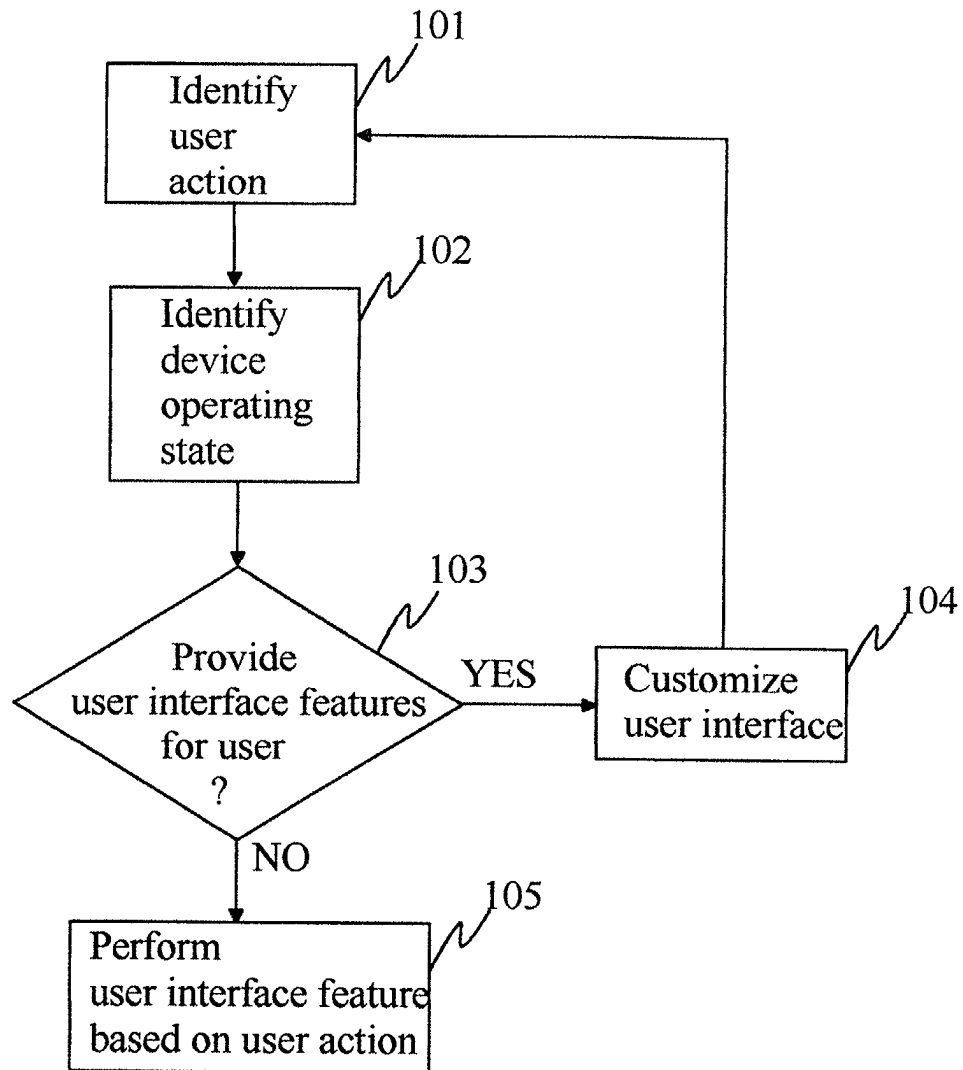 101
Identify
user
action
102
Identify
device
operating
state
103
Provide
user interface features
for user
?
YES
104
Customize
user interface
NO
105
Perform
user interface feature
based on user action